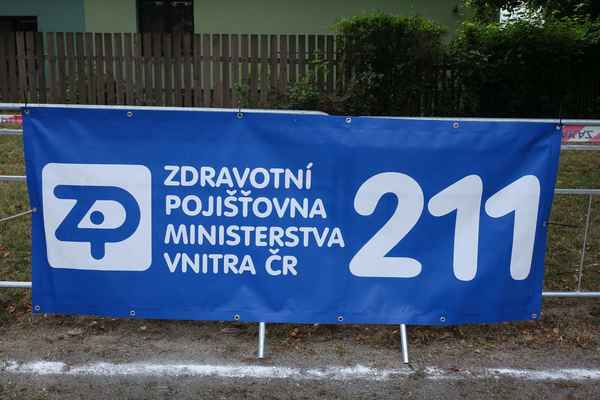 ZP
ZDRAVOTNÍ
POJIŠŤOVNA
MINISTERSTVA
VNITRA ČR
211